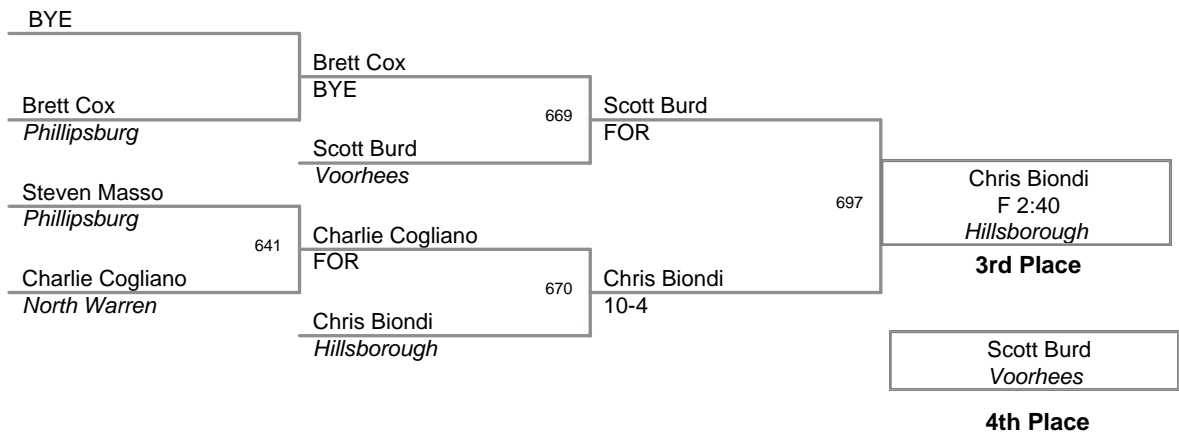 BYE
Brett Cox
BYE
Brett Cox
Phillipsburg
669
Scott Burd
FOR
Scott Burd
Voorhees
Steven Masso
Phillipsburg
697
Chris Biondi
F 2:40
Hillsborough
3rd Place
641
Charlie Cogliano
FOR
Charlie Cogliano
North Warren
670
Chris Biondi
10-4
Chris Biondi
Hillsborough
Scott Burd
Voorhees
4th Place